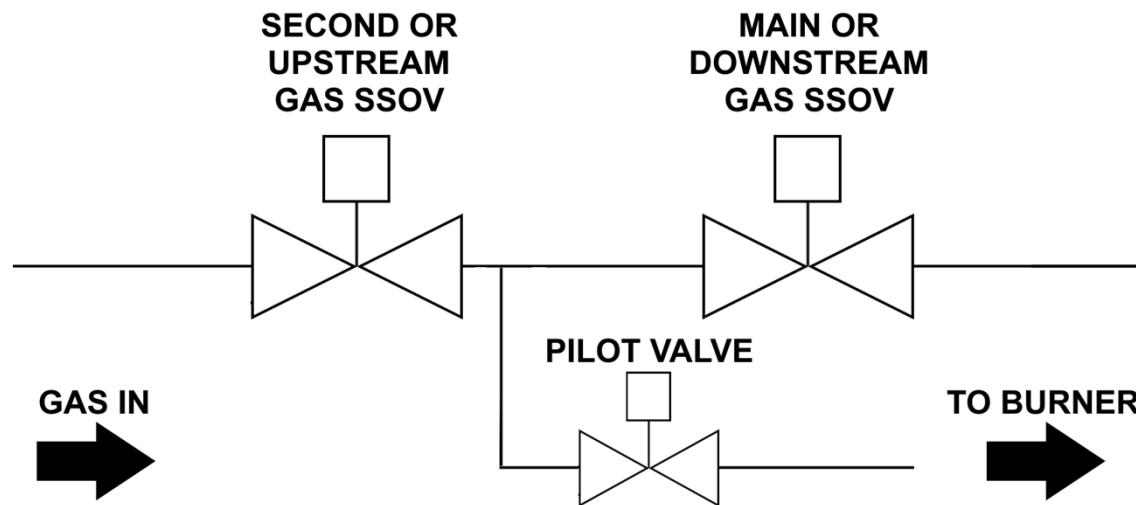 SECOND OR
UPSTREAM
GAS SSOV
MAIN OR
DOWNSTREAM
GAS SSOV
PILOT VALVE
GAS IN
TO BURNER